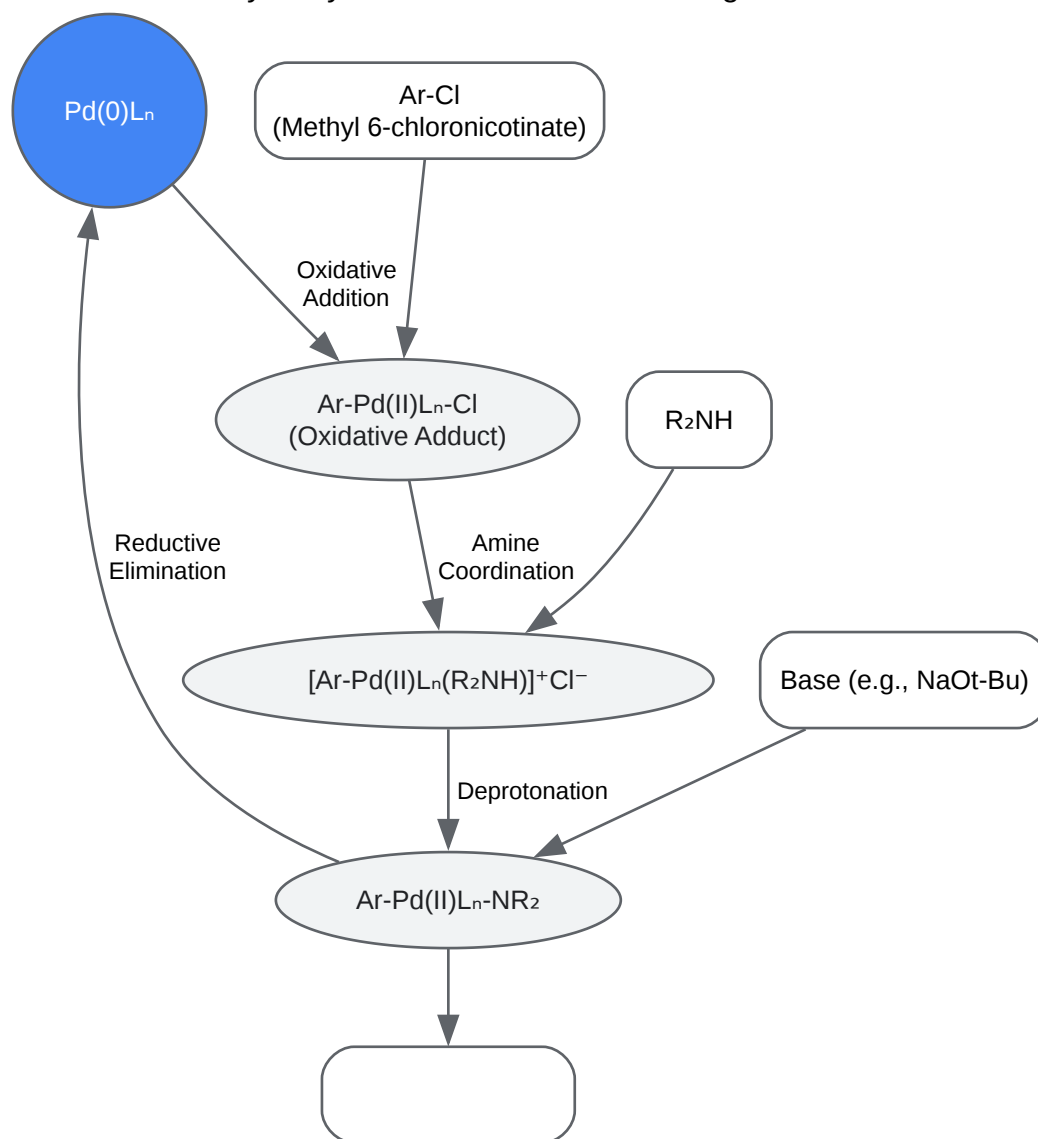 Pd(0)Lₙ
Ar-Cl
(Methyl 6-chloronicotinate)
Oxidative
Addition
Ar-Pd(II)Lₙ-Cl
(Oxidative Adduct)
R₂NH
Reductive
Elimination
Amine
Coordination
[Ar-Pd(II)Lₙ(R₂NH)]⁺Cl⁻
Base (e.g., NaOt-Bu)
Deprotonation
Ar-Pd(II)Lₙ-NR₂